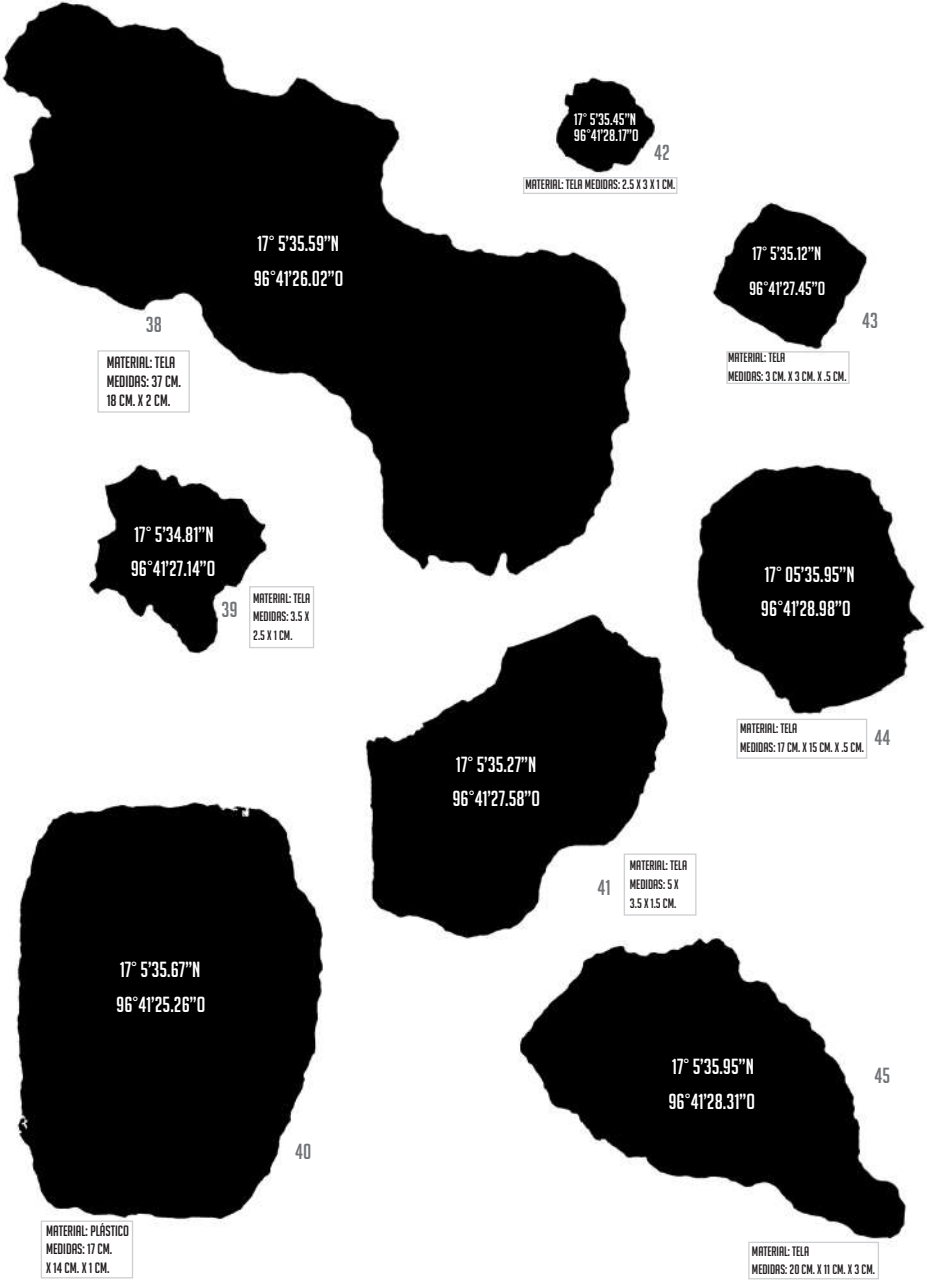 17° 5'35.59”N
96°41'26.02”O
38
MATERIAL: TELA
MEDIDAS: 37 CM.
18 CM. X 2 CM.
17° 5'35.45”N
96°41'28.17”O
42
MATERIAL: TELA MEDIDAS: 2.5 X 3 X 1 CM.
17° 5'35.12”N
96°41'27.45”O
43
MATERIAL: TELA
MEDIDAS: 3 CM. X 3 CM. X .5 CM.
17° 5'34.81”N
96°41'27.14”O
39
MATERIAL: TELA
MEDIDAS: 3.5 X
2.5 X 1 CM.
17° 05'35.95”N
96°41'28.98”O
44
MATERIAL: TELA
MEDIDAS: 17 CM. X 15 CM. X .5 CM.
17° 5'35.27”N
96°41'27.58”O
41
MATERIAL: TELA
MEDIDAS: 5 X
3.5 X 1.5 CM.
17° 5'35.67”N
96°41'25.26”O
40
MATERIAL: PLÁSTICO
MEDIDAS: 17 CM.
X 14 CM. X 1 CM.
17° 5'35.95”N
96°41'28.31”O
45
MATERIAL: TELA
MEDIDAS: 20 CM. X 11 CM. X 3 CM.